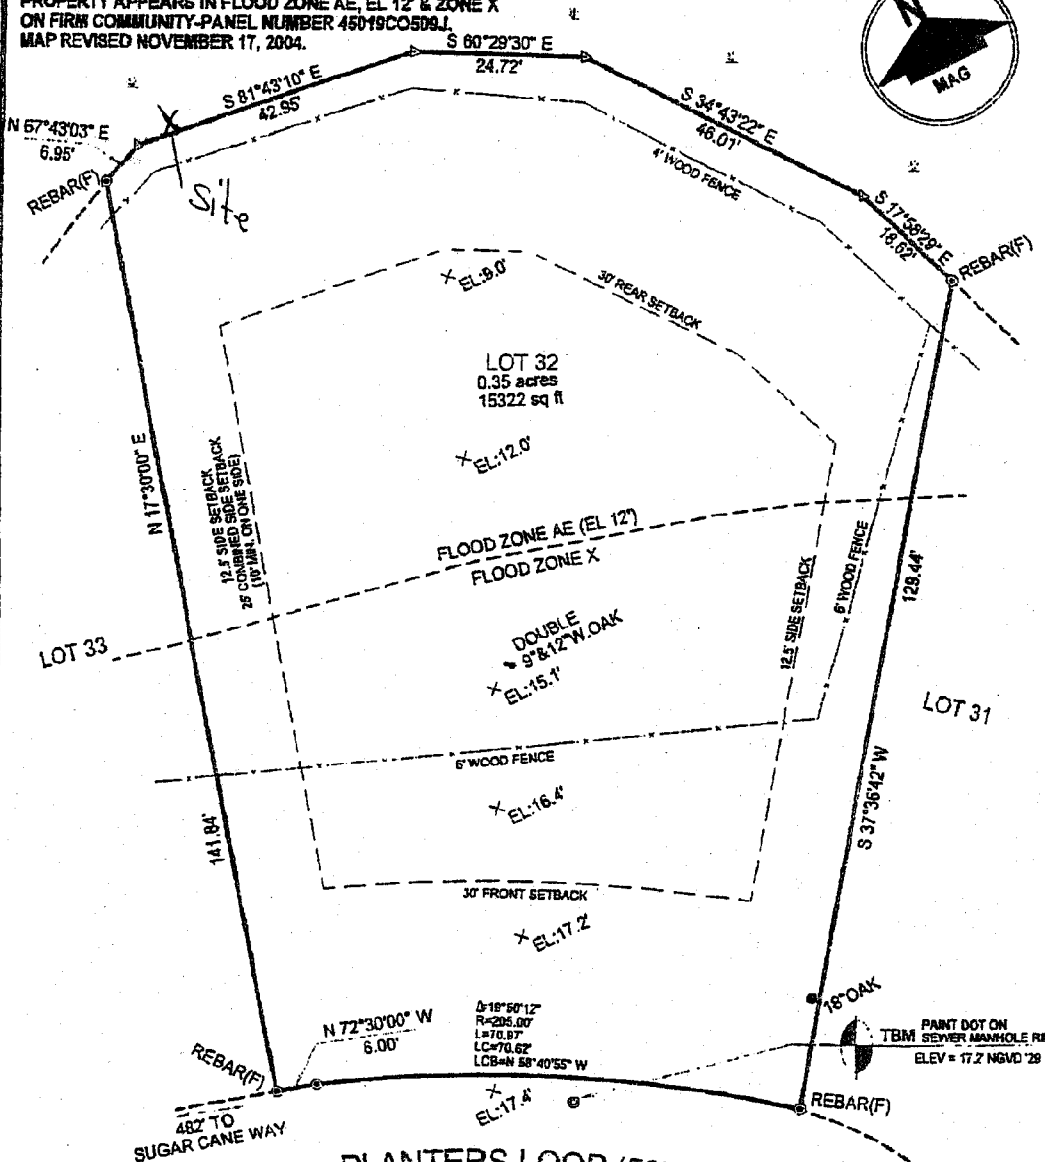 PROPERTY APPEARS IN FLOOD ZONE AE, EL 12' & ZONE X
ON FIRM COMMUNITY-PANEL NUMBER 45019CO509J,
MAP REVISED NOVEMBER 17, 2004.
N
MAG
S 60°29'30" E
24.72'
S 81°43'10" E
42.95'
S 34°43'22" E
46.01'
N 67°43'03" E
6.95'
REBAR(F)
Site
4' WOOD FENCE
S 17°58'29" E
18.62'
REBAR(F)
EL:9.0'
30' REAR SETBACK
LOT 32
0.35 acres
15322 sq ft
EL:12.0'
N 17°30'00" E
141.84'
12.5' SIDE SETBACK
25' COMBINED SIDE SETBACK
(10' MIN. ON ONE SIDE)
FLOOD ZONE AE (EL 12')
FLOOD ZONE X
6' WOOD FENCE
129.44'
S 37°36'42" W
12.5' SIDE SETBACK
DOUBLE
9"&12"W.OAK
LOT 33
EL:15.1'
LOT 31
6' WOOD FENCE
EL:16.4'
30' FRONT SETBACK
EL:17.2'
18" OAK
N 72°30'00" W
6.00'
Δ=19°50'12"
R=205.00'
L=70.97'
LC=70.62'
LCB=N 58°40'55" W
TBM
PAINT DOT ON
SEWER MANHOLE
ELEV = 17.2' NGVD '29
REBAR(F)
EL:17.4'
REBAR(F)
482' TO
SUGAR CANE WAY
PLANTERS LOOP